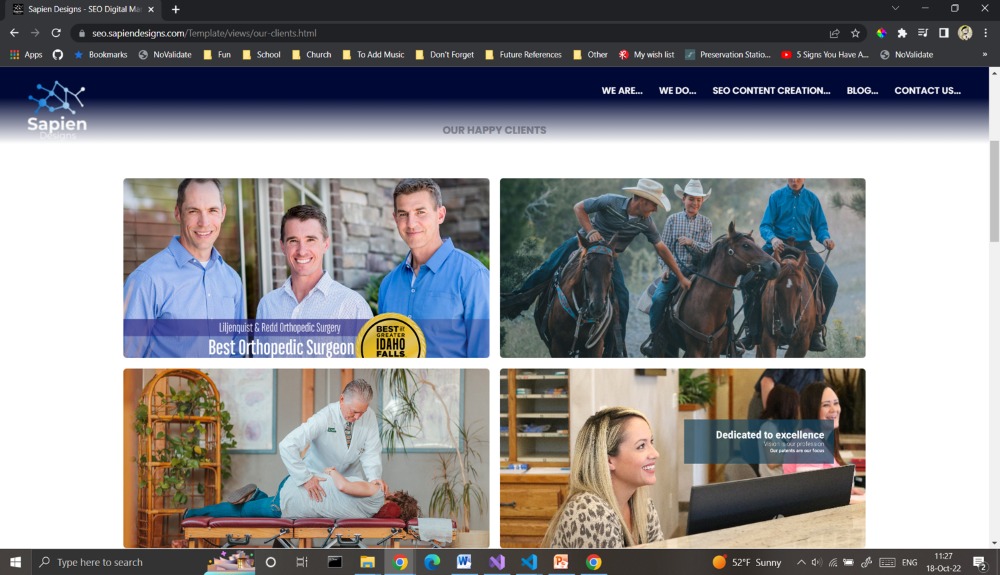 Sapien Designs - SEO Digital Ma
seo.sapiendesigns.com/Template/views/our-clients.html
Apps Bookmarks NoValidate Fun School Church To Add Music Don't Forget Future References Other My wish list Preservation Statio... 5 Signs You Have A... NoValidate »
Sapien
Designs
WE ARE... WE DO... SEO CONTENT CREATION... BLOG... CONTACT US...
OUR HAPPY CLIENTS
Liljenquist & Redd Orthopedic Surgery
Best Orthopedic Surgeon
BEST of
GREATER
IDAHO
FALLS
Dedicated to excellence
Vision is our profession
Our patients are our focus
Type here to search
52°F Sunny
ENG
11:27
18-Oct-22
2